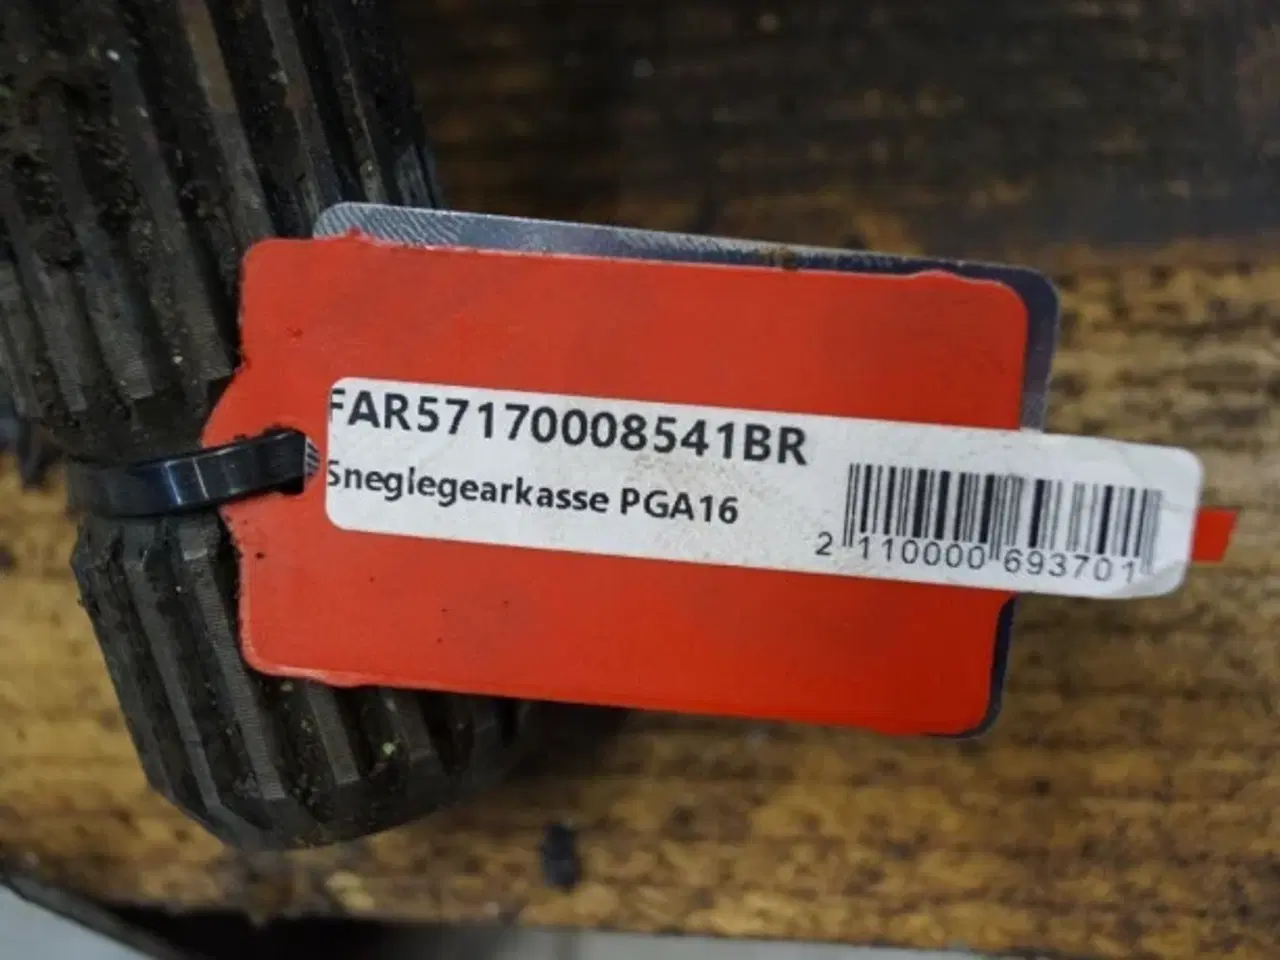 FAR57170008541BR
Sneglegearkasse PGA16
2 110000 693701